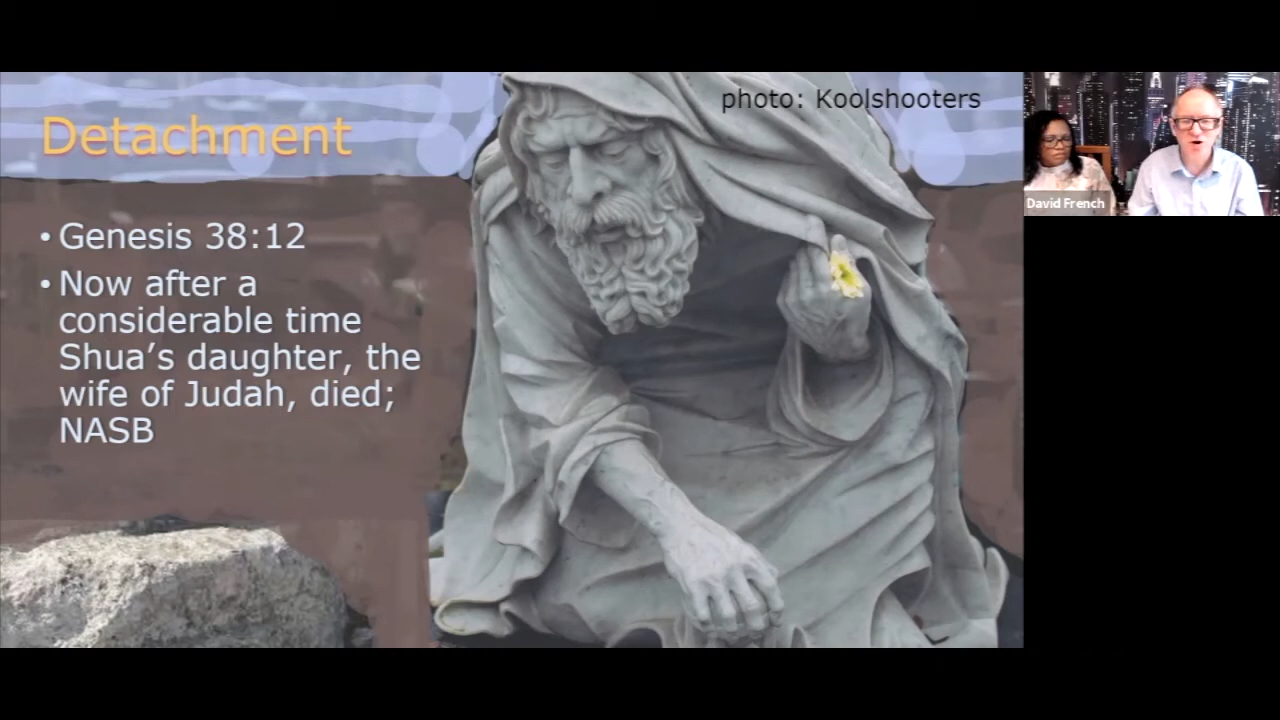 photo: Koolshooters
Detachment
• Genesis 38:12
• Now after a
considerable time
Shua’s daughter, the
wife of Judah, died;
NASB
David French